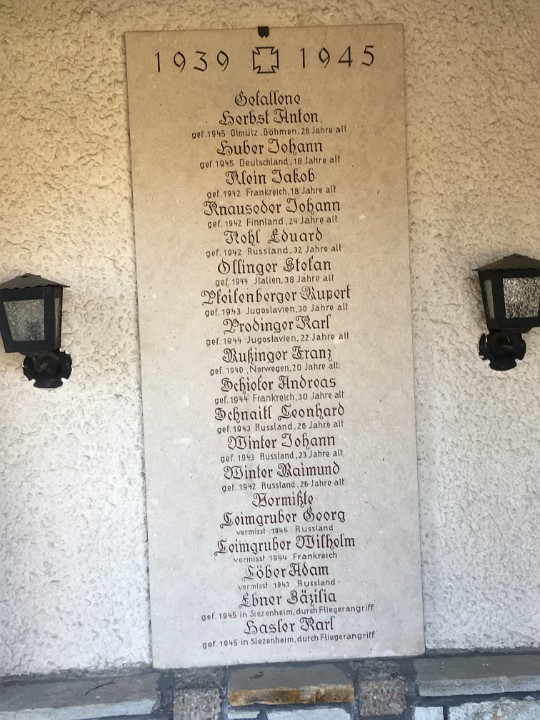 1939 1945
Gefallene
Herbst Anton
gef. 1945 Olmütz, Böhmen, 26 Jahre alt
Huber Johann
gef. 1945 Deutschland, 18 Jahre alt
Klein Jakob
gef. 1942 Frankreich, 18 Jahre alt
Knauseder Johann
gef. 1942 Finnland, 24 Jahre alt
Rohl Eduard
gef. 1942 Russland, 32 Jahre alt
Öllinger Stefan
gef. 1944 Italien, 38 Jahre alt
Pfeifenberger Rupert
gef. 1943 Jugoslavien, 30 Jahre alt
Prodinger Karl
gef. 1944 Jugoslavien, 22 Jahre alt
Rußinger Franz
gef. 1940, Norwegen, 20 Jahre alt
Schiefer Andreas
gef. 1944 Frankreich, 30 Jahre alt
Schnaitl Leonhard
gef. 1943 Russland, 26 Jahre alt
Winter Johann
gef. 1943 Russland, 23 Jahre alt
Winter Raimund
gef. 1942 Russland, 26 Jahre alt
Vermißte
Leimgruber Georg
vermisst 1945 Russland
Leimgruber Wilhelm
vermisst 1944 Frankreich
Löber Adam
vermisst 1943 Russland
Ebner Zäzilia
gef. 1945 in Siezenheim, durch Fliegerangriff
Hasler Karl
gef. 1945 in Siezenheim, durch Fliegerangriff